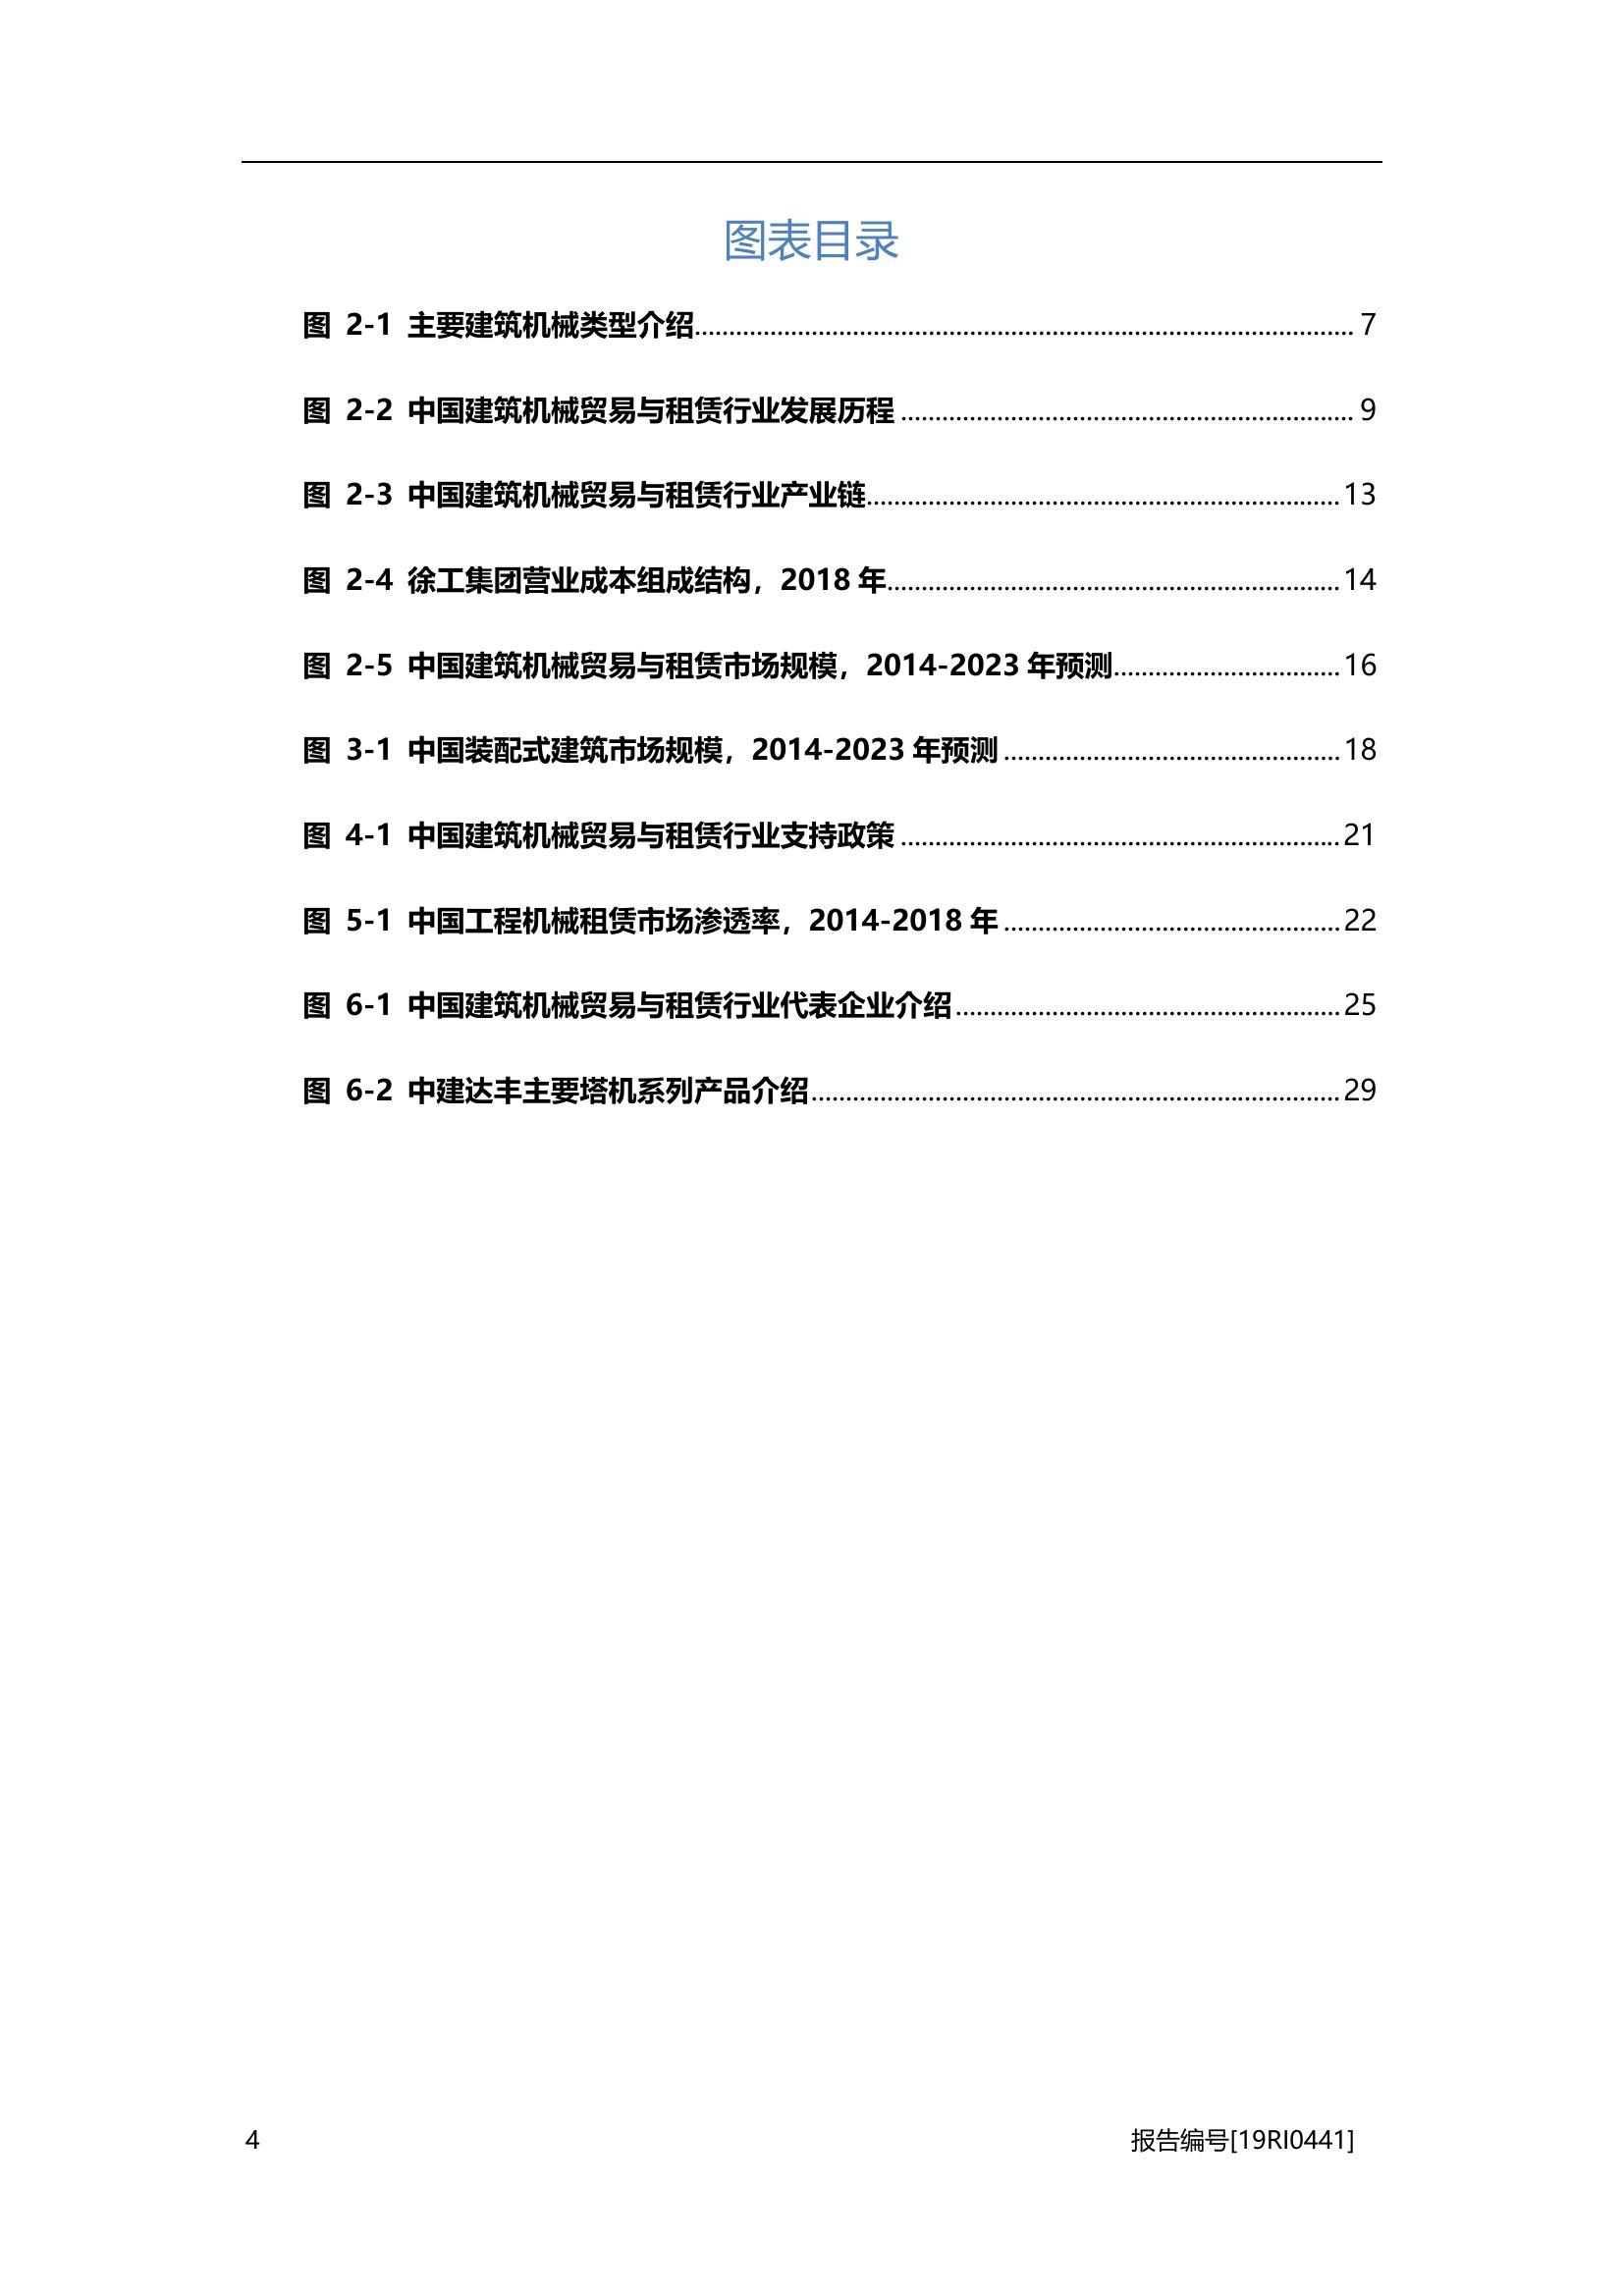 图表目录
图 2-1 主要建筑机械类型介绍........................ 7
图 2-2 中国建筑机械贸易与租赁行业发展历程........................ 9
图 2-3 中国建筑机械贸易与租赁行业产业链........................ 13
图 2-4 徐工集团营业成本组成结构，2018 年........................ 14
图 2-5 中国建筑机械贸易与租赁市场规模，2014-2023 年预测........................ 16
图 3-1 中国装配式建筑市场规模，2014-2023 年预测........................ 18
图 4-1 中国建筑机械贸易与租赁行业支持政策........................ 21
图 5-1 中国工程机械租赁市场渗透率，2014-2018 年........................ 22
图 6-1 中国建筑机械贸易与租赁行业代表企业介绍........................ 25
图 6-2 中建达丰主要塔机系列产品介绍........................ 29
4 报告编号[19RI0441]